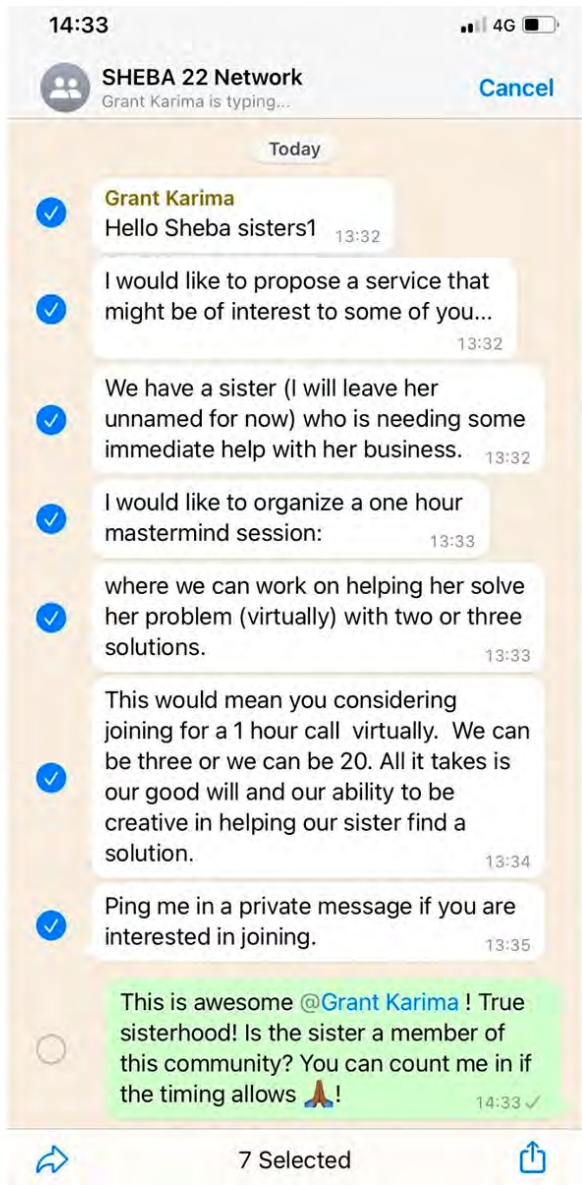 14:33
4G
SHEBA 22 Network
Grant Karima is typing...
Cancel
Today
Grant Karima
Hello Sheba sisters1
13:32
I would like to propose a service that
might be of interest to some of you...
13:32
We have a sister (I will leave her
unnamed for now) who is needing some
immediate help with her business.
13:32
I would like to organize a one hour
mastermind session:
13:33
where we can work on helping her solve
her problem (virtually) with two or three
solutions.
13:33
This would mean you considering
joining for a 1 hour call  virtually.  We can
be three or we can be 20. All it takes is
our good will and our ability to be
creative in helping our sister find a
solution.
13:34
Ping me in a private message if you are
interested in joining.
13:35
This is awesome @Grant Karima ! True
sisterhood! Is the sister a member of
this community? You can count me in if
the timing allows 🙏🏾!
14:33
7 Selected